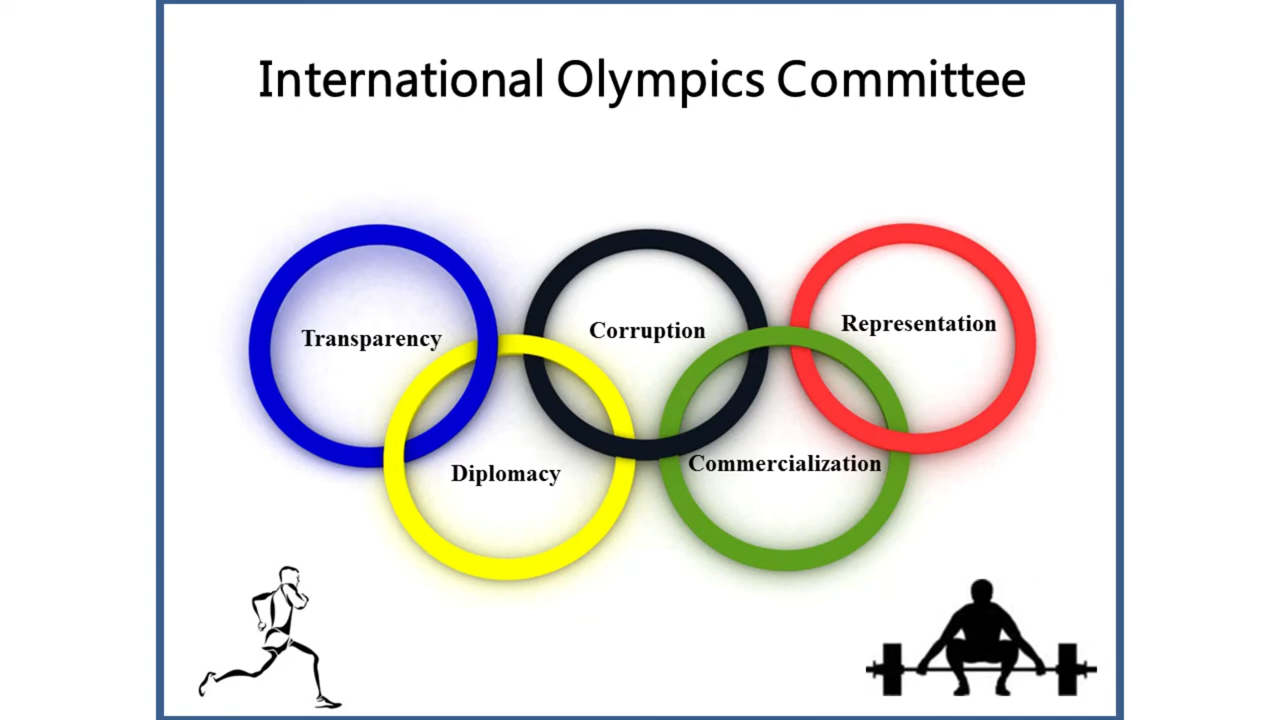 International Olympics Committee
Transparency
Corruption
Representation
Diplomacy
Commercialization